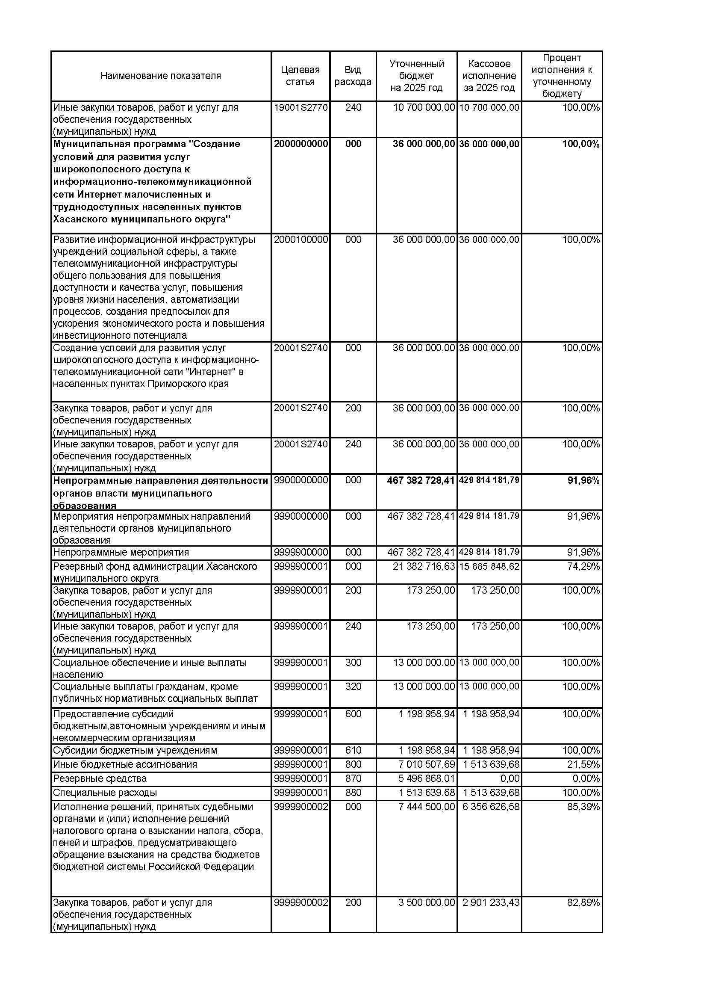 Наименование показателя
Целевая
статья
Вид
расхода
Уточненный
бюджет
на 2025 год
Кассовое
исполнение
за 2025 год
Процент
исполнения к
уточненному
бюджету
Иные закупки товаров, работ и услуг для
обеспечения государственных
(муниципальных) нужд
19001S2770 240 10 700 000,00 10 700 000,00 100,00%
Муниципальная программа "Создание
условий для развития услуг
широкополосного доступа к
информационно-телекоммуникационной
сети Интернет малочисленных и
труднодоступных населенных пунктов
Хасанского муниципального округа"
2000000000 000 36 000 000,00 36 000 000,00 100,00%
Развитие информационной инфраструктуры
учреждений социальной сферы, а также
телекоммуникационной инфраструктуры
общего пользования для повышения
доступности и качества услуг, повышения
уровня жизни населения, автоматизации
процессов, создания предпосылок для
ускорения экономического роста и повышения
инвестиционного потенциала
2000100000 000 36 000 000,00 36 000 000,00 100,00%
Создание условий для развития услуг
широкополосного доступа к информационно-
телекоммуникационной сети "Интернет" в
населенных пунктах Приморского края
20001S2740 000 36 000 000,00 36 000 000,00 100,00%
Закупка товаров, работ и услуг для
обеспечения государственных
(муниципальных) нужд
20001S2740 200 36 000 000,00 36 000 000,00 100,00%
Иные закупки товаров, работ и услуг для
обеспечения государственных
(муниципальных) нужд
20001S2740 240 36 000 000,00 36 000 000,00 100,00%
Непрограммные направления деятельности
органов власти муниципального
образования
9900000000 000 467 382 728,41 429 814 181,79 91,96%
Мероприятия непрограммных направлений
деятельности органов муниципального
образования
9990000000 000 467 382 728,41 429 814 181,79 91,96%
Непрограммные мероприятия 9999900000 000 467 382 728,41 429 814 181,79 91,96%
Резервный фонд администрации Хасанского
муниципального округа
9999900001 000 21 382 716,63 15 885 848,62 74,29%
Закупка товаров, работ и услуг для
обеспечения государственных
(муниципальных) нужд
9999900001 200 173 250,00 173 250,00 100,00%
Иные закупки товаров, работ и услуг для
обеспечения государственных
(муниципальных) нужд
9999900001 240 173 250,00 173 250,00 100,00%
Социальное обеспечение и иные выплаты
населению
9999900001 300 13 000 000,00 13 000 000,00 100,00%
Социальные выплаты гражданам, кроме
публичных нормативных социальных выплат
9999900001 320 13 000 000,00 13 000 000,00 100,00%
Предоставление субсидий
бюджетным,автономным учреждениям и иным
некоммерческим организациям
9999900001 600 1 198 958,94 1 198 958,94 100,00%
Субсидии бюджетным учреждениям 9999900001 610 1 198 958,94 1 198 958,94 100,00%
Иные бюджетные ассигнования 9999900001 800 7 010 507,69 1 513 639,68 21,59%
Резервные средства 9999900001 870 5 496 868,01 0,00 0,00%
Специальные расходы 9999900001 880 1 513 639,68 1 513 639,68 100,00%
Исполнение решений, принятых судебными
органами и (или) исполнение решений
налогового органа о взыскании налога, сбора,
пеней и штрафов, предусматривающего
обращение взыскания на средства бюджетов
бюджетной системы Российской Федерации
9999900002 000 7 444 500,00 6 356 626,58 85,39%
Закупка товаров, работ и услуг для
обеспечения государственных
(муниципальных) нужд
9999900002 200 3 500 000,00 2 901 233,43 82,89%